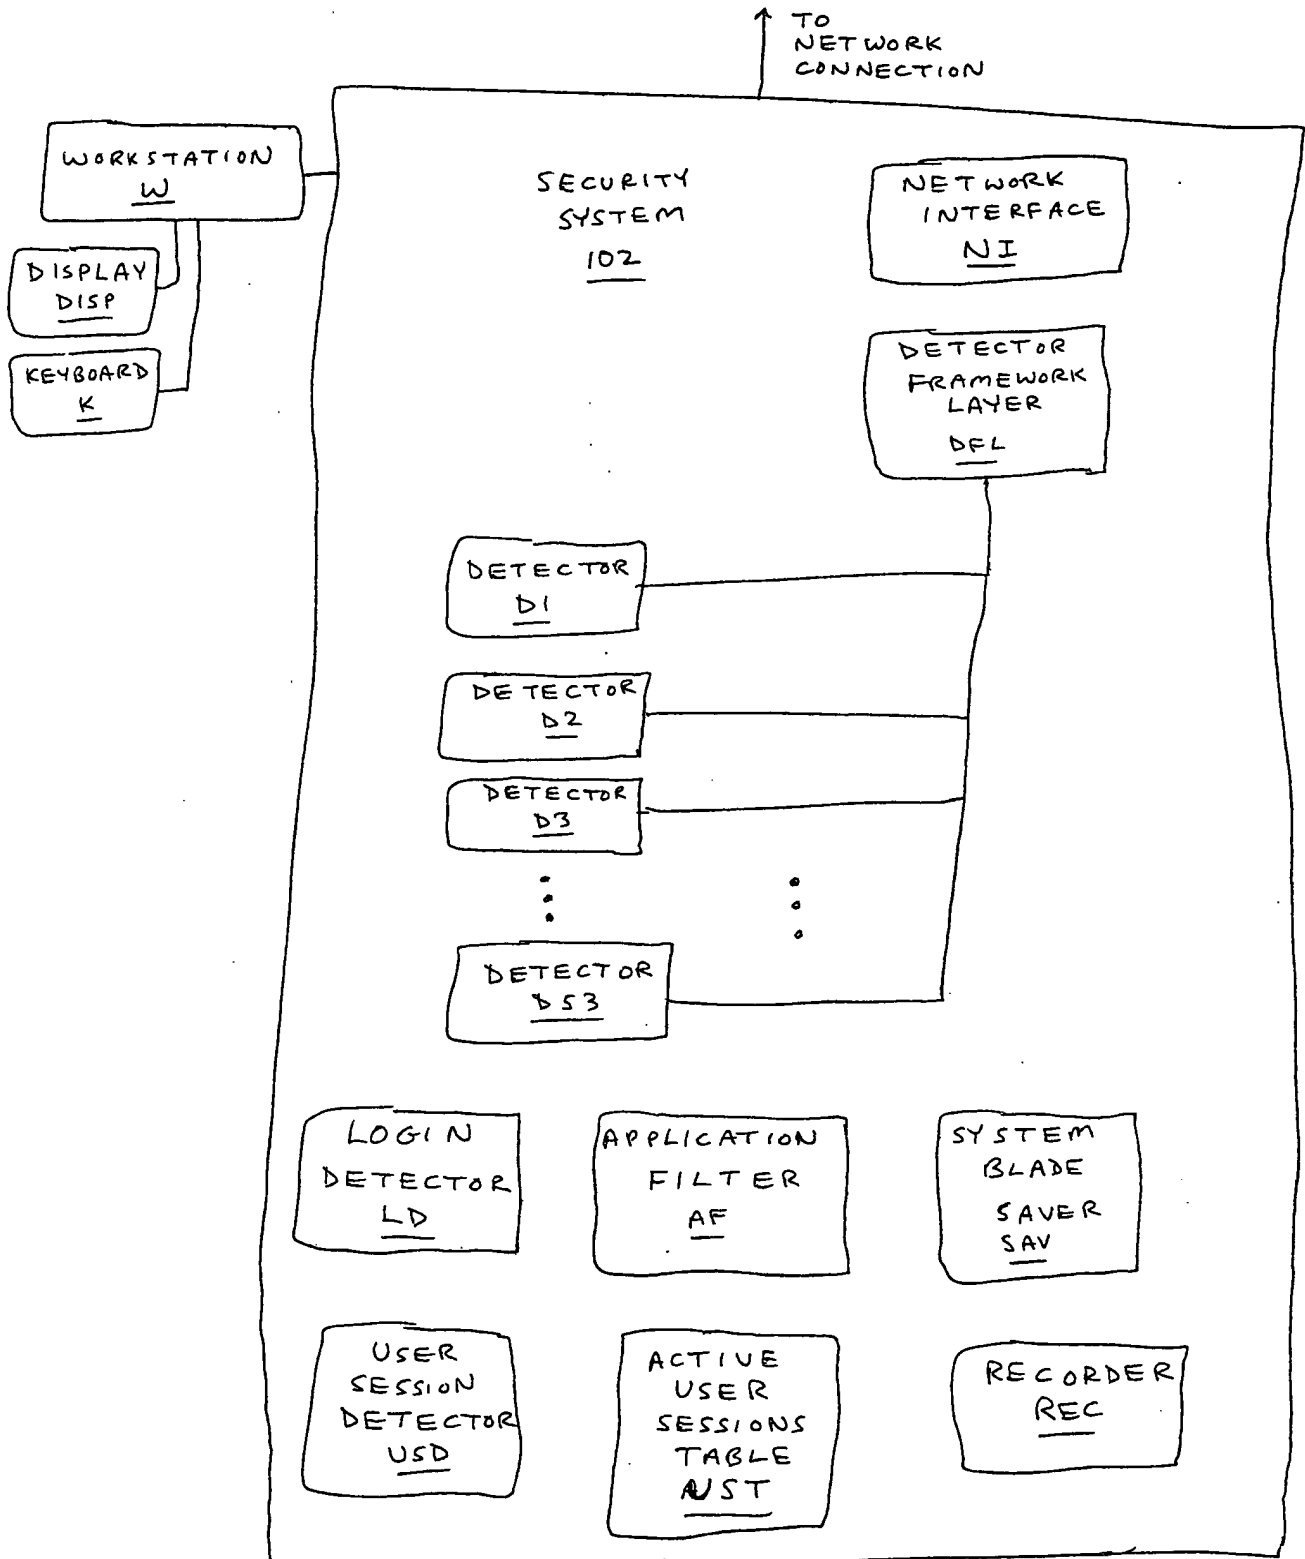 TO
NETWORK
CONNECTION
WORKSTATION
W
DISPLAY
DISP
KEYBOARD
K
SECURITY
SYSTEM
102
NETWORK
INTERFACE
NI
DETECTOR
FRAMEWORK
LAYER
DFL
DETECTOR
D1
DETECTOR
D2
DETECTOR
D3
DETECTOR
D53
LOGIN
DETECTOR
LD
APPLICATION
FILTER
AF
SYSTEM
BLADE
SAVER
SAV
USER
SESSION
DETECTOR
USD
ACTIVE
USER
SESSIONS
TABLE
AUST
RECORDER
REC